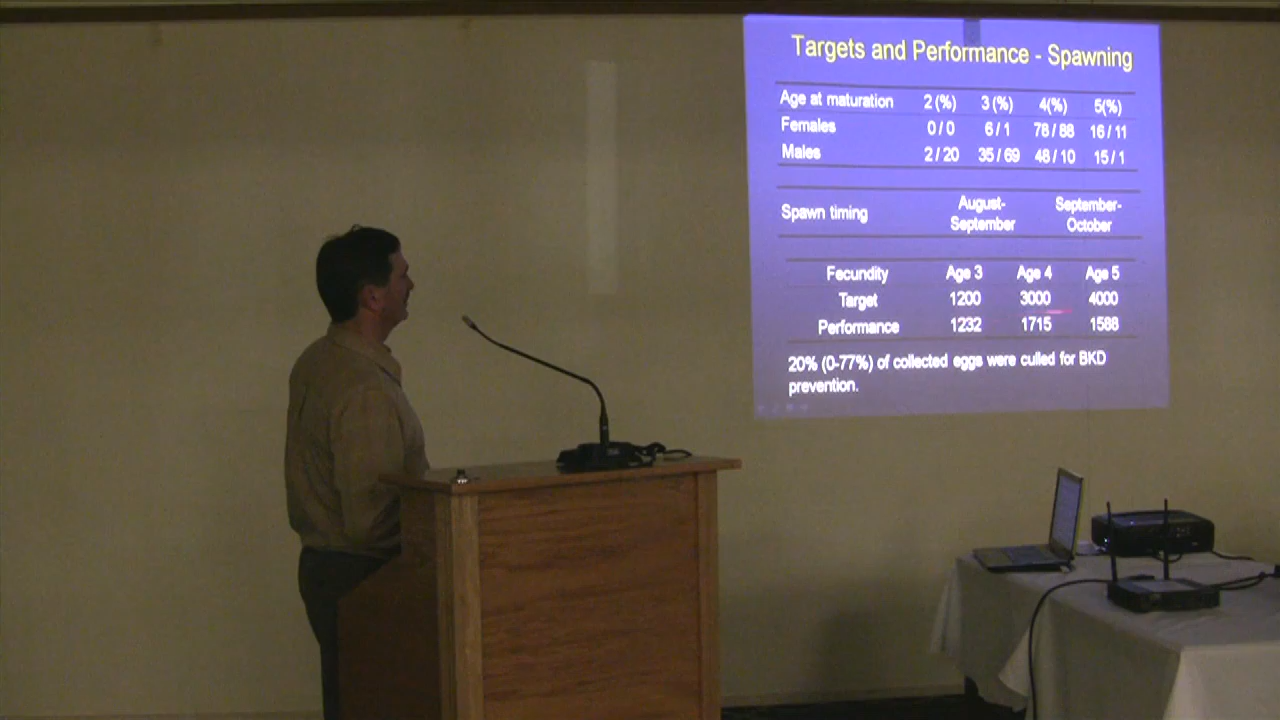 Targets and Performance - Spawning
Age at maturation 2 (%) 3 (%) 4(%) 5(%)
Females 0 / 0 6 / 1 78 / 88 16 / 11
Males 2 / 20 35 / 69 48 / 10 15 / 1
Spawn timing August-September September-October
Fecundity Age 3 Age 4 Age 5
Target 1200 3000 4000
Performance 1232 1715 1588
20% (0-77%) of collected eggs were culled for BKD
prevention.